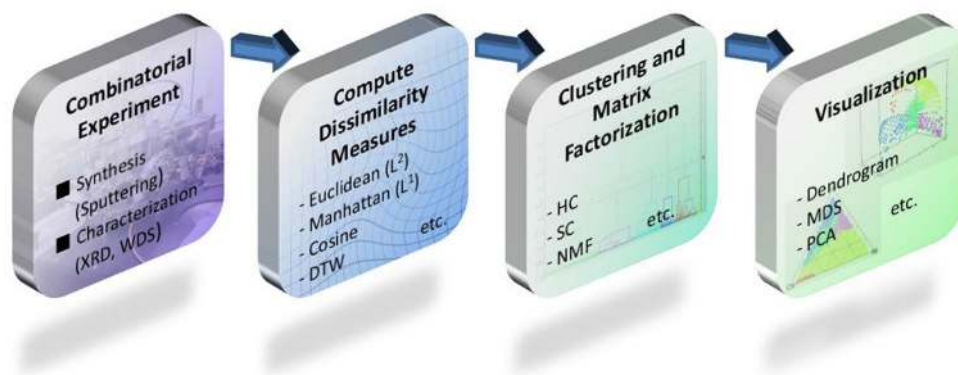 Combinatorial
Experiment
■ Synthesis
(Sputtering)
■ Characterization
(XRD, WDS)
Compute
Dissimilarity
Measures
- Euclidean (L²)
- Manhattan (L¹)
- Cosine
- DTW
etc.
Clustering and
Matrix
Factorization
- HC
- SC
- NMF
etc.
Visualization
- Dendrogram
- MDS
- PCA
etc.